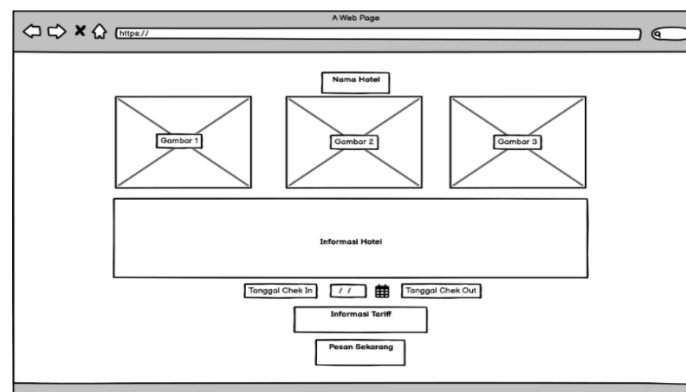 A Web Page
https://
Nama Hotel
Gambar 1
Gambar 2
Gambar 3
Informasi Hotel
Tanggal Chek In
/ /
Tanggal Chek Out
Informasi Tariff
Pesan Sekarang